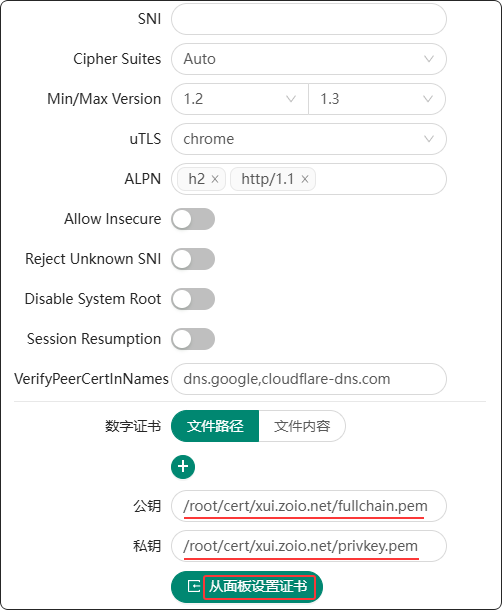 SNI
Cipher Suites Auto
Min/Max Version 1.2 1.3
uTLS chrome
ALPN h2 × http/1.1 ×
Allow Insecure
Reject Unknown SNI
Disable System Root
Session Resumption
VerifyPeerCertInNames dns.google,cloudflare-dns.com
数字证书 文件路径 文件内容
公钥 /root/cert/xui.zoio.net/fullchain.pem
私钥 /root/cert/xui.zoio.net/privkey.pem
从面板设置证书